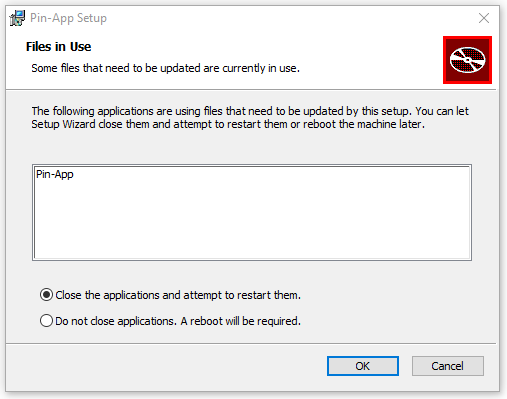 Pin-App Setup
Files in Use
Some files that need to be updated are currently in use.
The following applications are using files that need to be updated by this setup. You can let
Setup Wizard close them and attempt to restart them or reboot the machine later.
Pin-App
Close the applications and attempt to restart them.
Do not close applications. A reboot will be required.
OK
Cancel